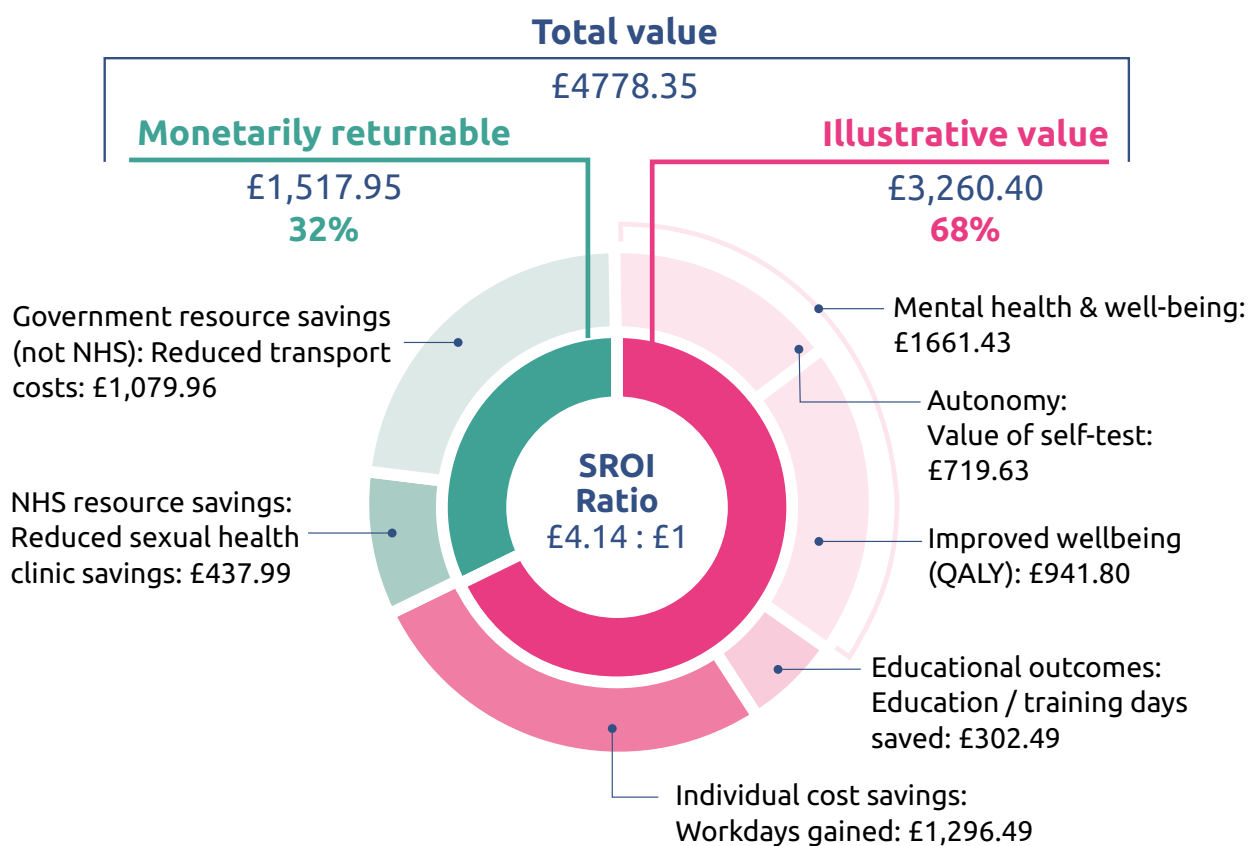 Total value
£4778.35
Monetarily returnable
£1,517.95
32%
Illustrative value
£3,260.40
68%
Government resource savings
(not NHS): Reduced transport
costs: £1,079.96
NHS resource savings:
Reduced sexual health
clinic savings: £437.99
SROI
Ratio
£4.14 : £1
Mental health & well-being:
£1661.43
Autonomy:
Value of self-test:
£719.63
Improved wellbeing
(QALY): £941.80
Educational outcomes:
Education / training days
saved: £302.49
Individual cost savings:
Workdays gained: £1,296.49